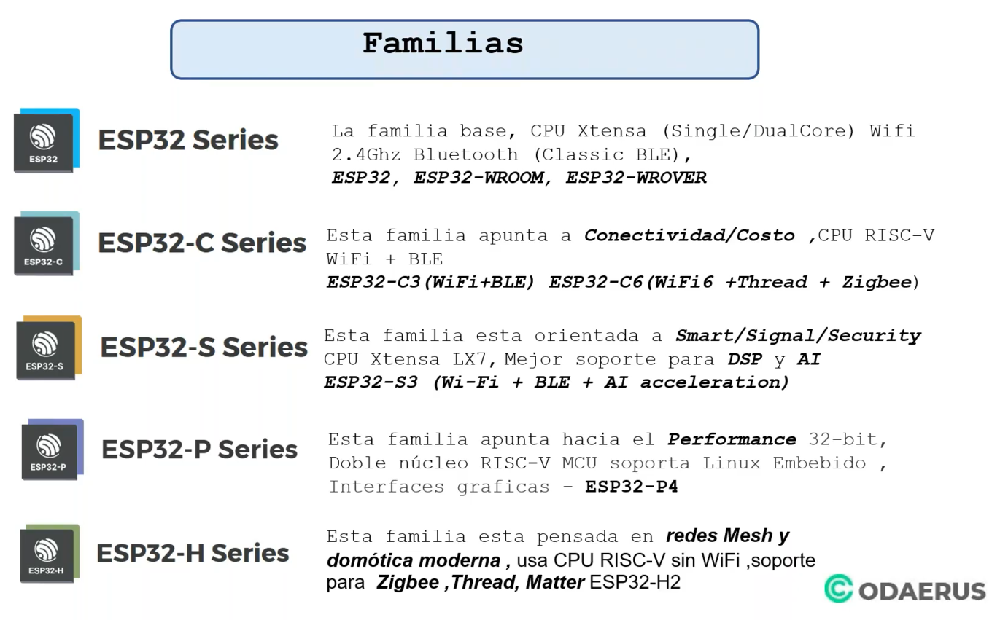 Familias
ESP32
ESP32 Series
La familia base, CPU Xtensa (Single/DualCore) Wifi
2.4Ghz Bluetooth (Classic BLE),
ESP32, ESP32-WROOM, ESP32-WROVER
ESP32-C
ESP32-C Series
Esta familia apunta a Conectividad/Costo ,CPU RISC-V
WiFi + BLE
ESP32-C3(WiFi+BLE) ESP32-C6(WiFi6 +Thread + Zigbee)
ESP32-S
ESP32-S Series
Esta familia esta orientada a Smart/Signal/Security
CPU Xtensa LX7, Mejor soporte para DSP y AI
ESP32-S3 (Wi-Fi + BLE + AI acceleration)
ESP32-P
ESP32-P Series
Esta familia apunta hacia el Performance 32-bit,
Doble núcleo RISC-V MCU soporta Linux Embebido ,
Interfaces graficas - ESP32-P4
ESP32-H
ESP32-H Series
Esta familia esta pensada en redes Mesh y
domótica moderna , usa CPU RISC-V sin WiFi ,soporte
para Zigbee ,Thread, Matter ESP32-H2
CODAERUS